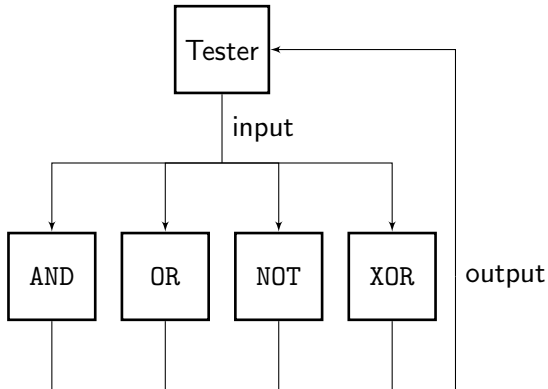 Tester
input
AND
OR
NOT
XOR
output